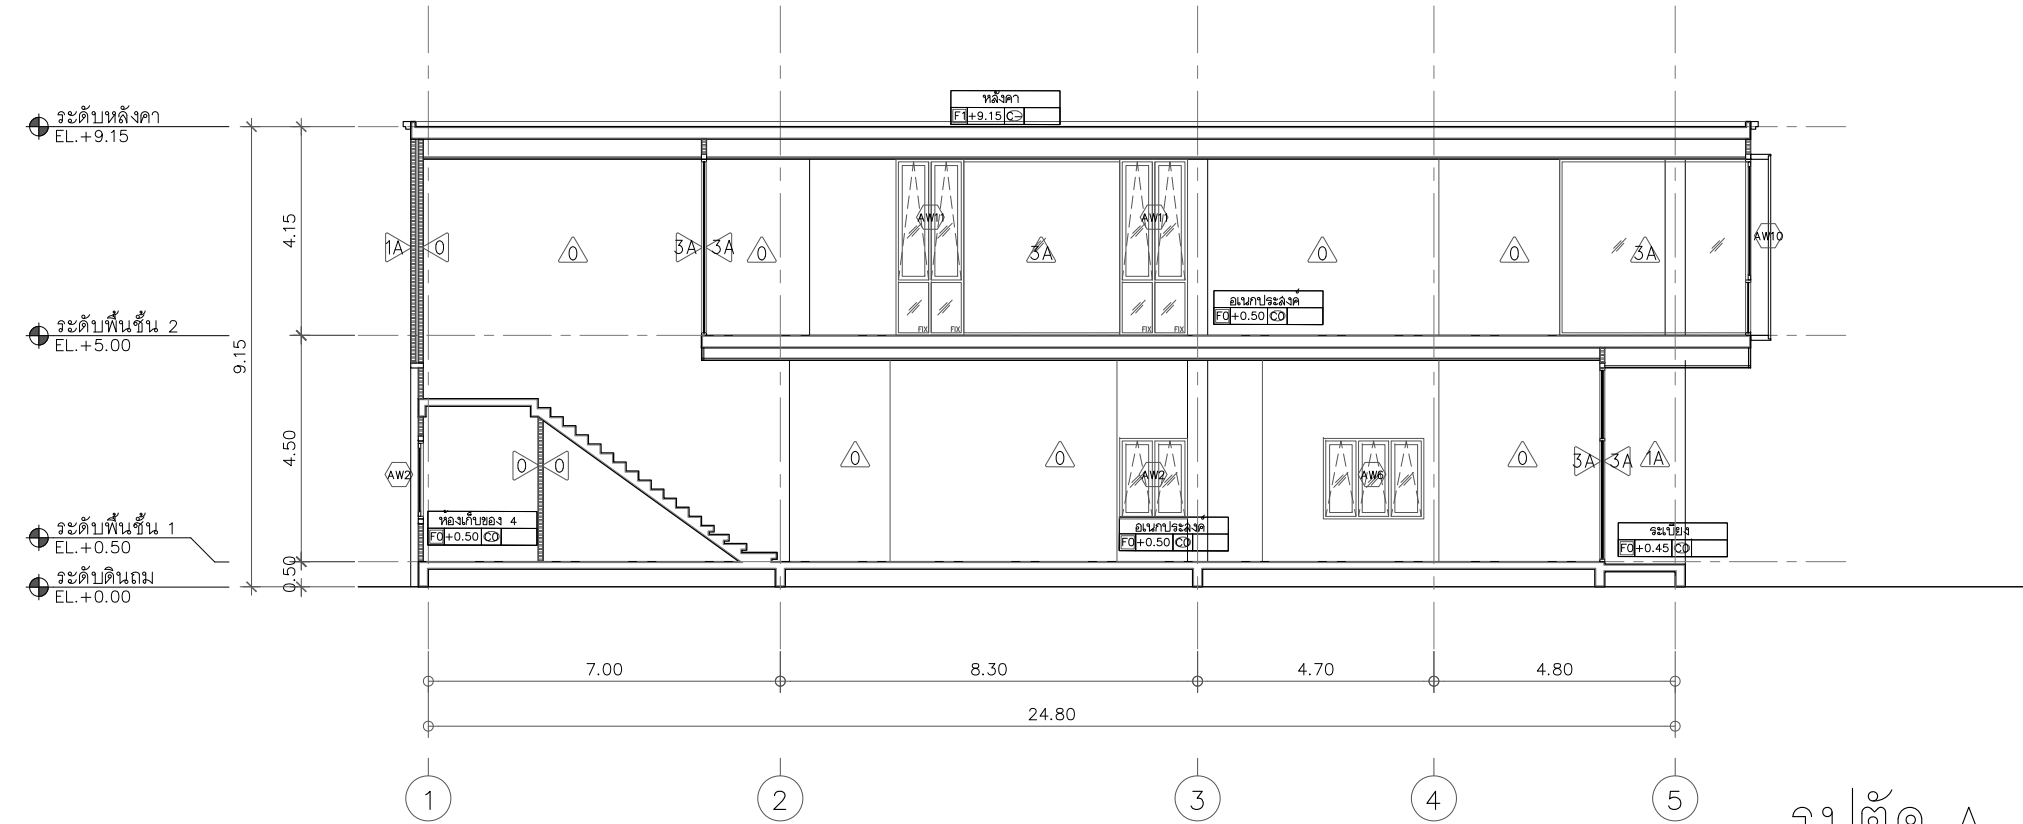 หลังคา
F1 +9.15 C
ระดับหลังคา
EL.+9.15
4.15
1A 0 0 3A 3A 0 AW11 3A AW11 0 0 3A AW10
FIX FIX FIX FIX
อเนกประสงค์
F0 +0.50 C0
ระดับพื้นชั้น 2
EL.+5.00
9.15
4.50
AW2 0 0 0 0 AW2 AW6 0 3A 3A 1A
ห้องเก็บของ 4
F0 +0.50 C0
อเนกประสงค์
F0 +0.50 C0
ระเบียง
F0 +0.45 C0
ระดับพื้นชั้น 1
EL.+0.50
0.50
ระดับดินถม
EL.+0.00
7.00 8.30 4.70 4.80
24.80
1 2 3 4 5
รูปตัด A